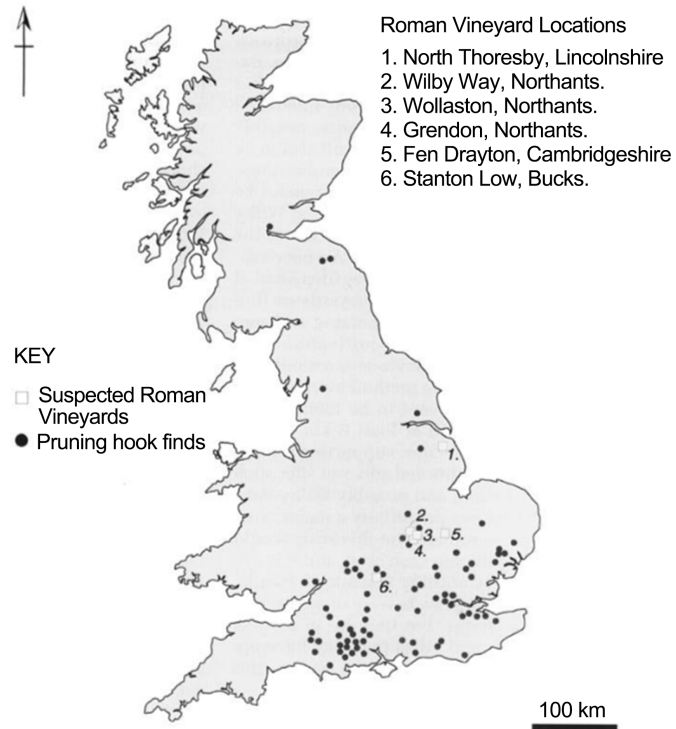 Roman Vineyard Locations
1. North Thoresby, Lincolnshire
2. Wilby Way, Northants.
3. Wollaston, Northants.
4. Grendon, Northants.
5. Fen Drayton, Cambridgeshire
6. Stanton Low, Bucks.
KEY
Suspected Roman
Vineyards
Pruning hook finds
1.
2.
3.
5.
4.
6.
100 km